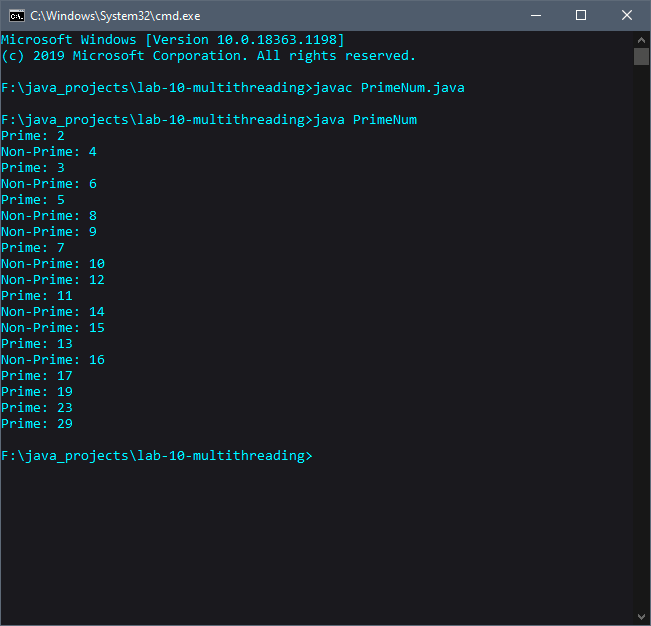 C:\Windows\System32\cmd.exe
Microsoft Windows [Version 10.0.18363.1198]
(c) 2019 Microsoft Corporation. All rights reserved.
F:\java_projects\lab-10-multithreading>javac PrimeNum.java
F:\java_projects\lab-10-multithreading>java PrimeNum
Prime: 2
Non-Prime: 4
Prime: 3
Non-Prime: 6
Prime: 5
Non-Prime: 8
Non-Prime: 9
Prime: 7
Non-Prime: 10
Non-Prime: 12
Prime: 11
Non-Prime: 14
Non-Prime: 15
Prime: 13
Non-Prime: 16
Prime: 17
Prime: 19
Prime: 23
Prime: 29
F:\java_projects\lab-10-multithreading>